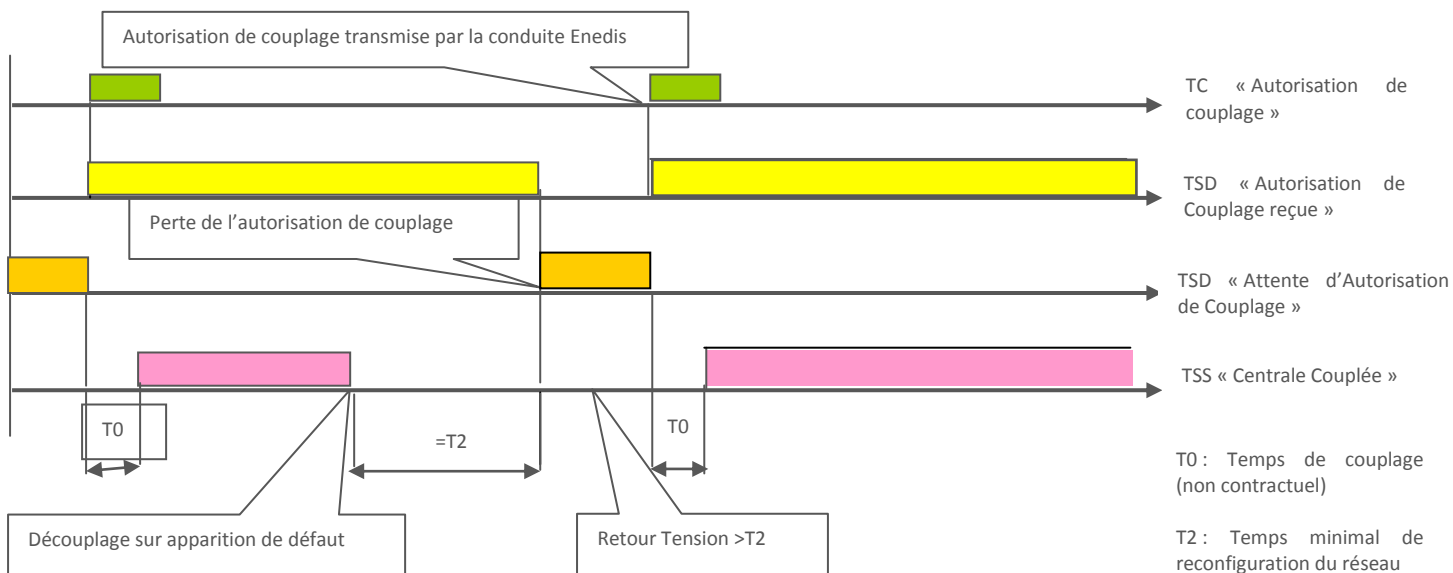 Autorisation de couplage transmise par la conduite Enedis
TC « Autorisation de
couplage »
TSD « Autorisation de
Couplage reçue »
Perte de l’autorisation de couplage
TSD « Attente d’Autorisation
de Couplage »
TSS « Centrale Couplée »
T0
=T2
T0
T0 : Temps de couplage
(non contractuel)
Découplage sur apparition de défaut
Retour Tension >T2
T2 : Temps minimal de
reconfiguration du réseau